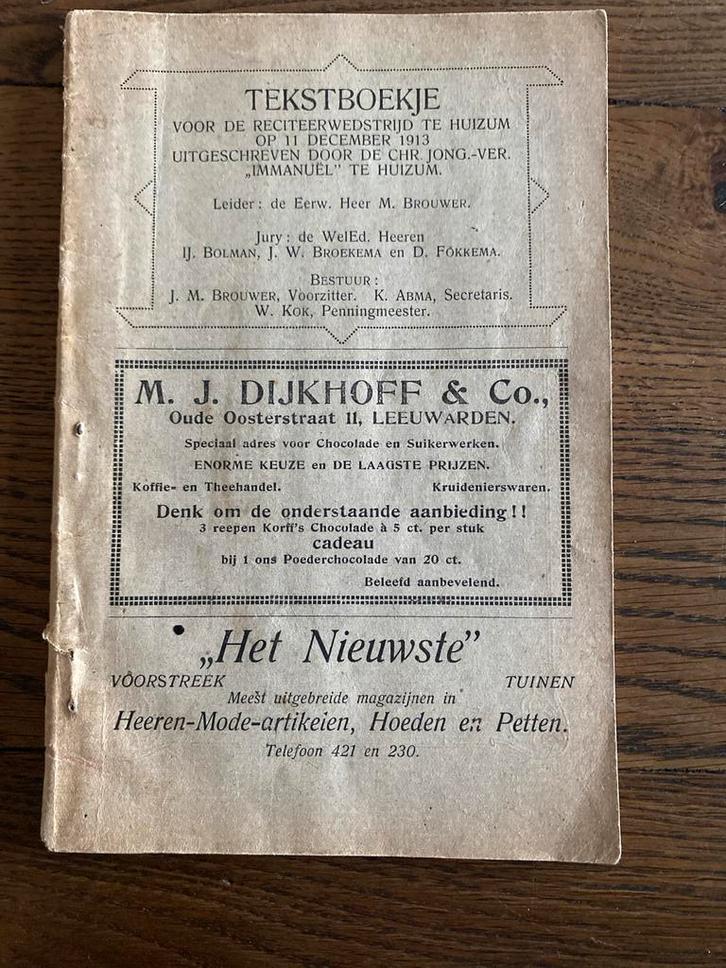 TEKSTBOEKJE
VOOR DE RECITEERWEDSTRIJD TE HUIZUM
OP 11 DECEMBER 1913
UITGESCHREVEN DOOR DE CHR. JONG.-VER.
„IMMANUËL” TE HUIZUM.
Leider: de Eerw. Heer M. BROUWER.
Jury: de WelEd. Heeren
IJ. BOLMAN, J. W. BROEKEMA en D. FOKKEMA.
BESTUUR:
J. M. BROUWER, Voorzitter. K. ABMA, Secretaris.
W. KOK, Penningmeester.
M. J. DIJKHOFF & Co.,
Oude Oosterstraat 11, LEEUWARDEN.
Speciaal adres voor Chocolade en Suikerwerken.
ENORME KEUZE en DE LAAGSTE PRIJZEN.
Koffie- en Theehandel. Kruidenierswaren.
Denk om de onderstaande aanbieding!!
3 reepen Korff's Chocolade à 5 ct. per stuk
cadeau
bij 1 ons Poederchocolade van 20 ct.
Beleefd aanbevelend.
„Het Nieuwste”
VOORSTREEK TUINEN
Meest uitgebreide magazijnen in
Heeren-Mode-artikelen, Hoeden en Petten.
Telefoon 421 en 230.